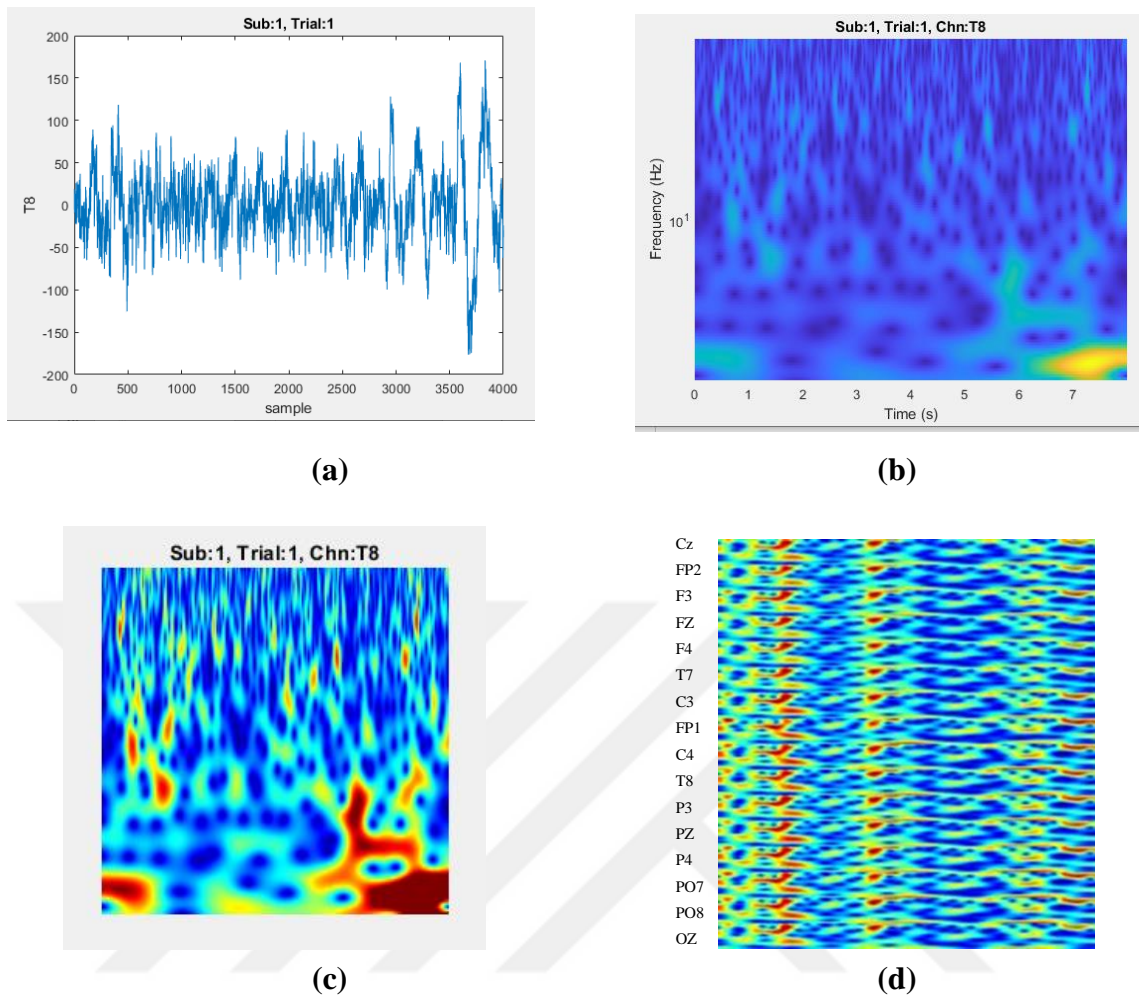 Sub:1, Trial:1
200
150
100
50
0
-50
-100
-150
-200
T8
0 500 1000 1500 2000 2500 3000 3500 4000
sample
(a)
Sub:1, Trial:1, Chn:T8
Frequency (Hz)
10^1
0 1 2 3 4 5 6 7
Time (s)
(b)
Sub:1, Trial:1, Chn:T8
(c)
Cz
FP2
F3
FZ
F4
T7
C3
FP1
C4
T8
P3
PZ
P4
PO7
PO8
OZ
(d)